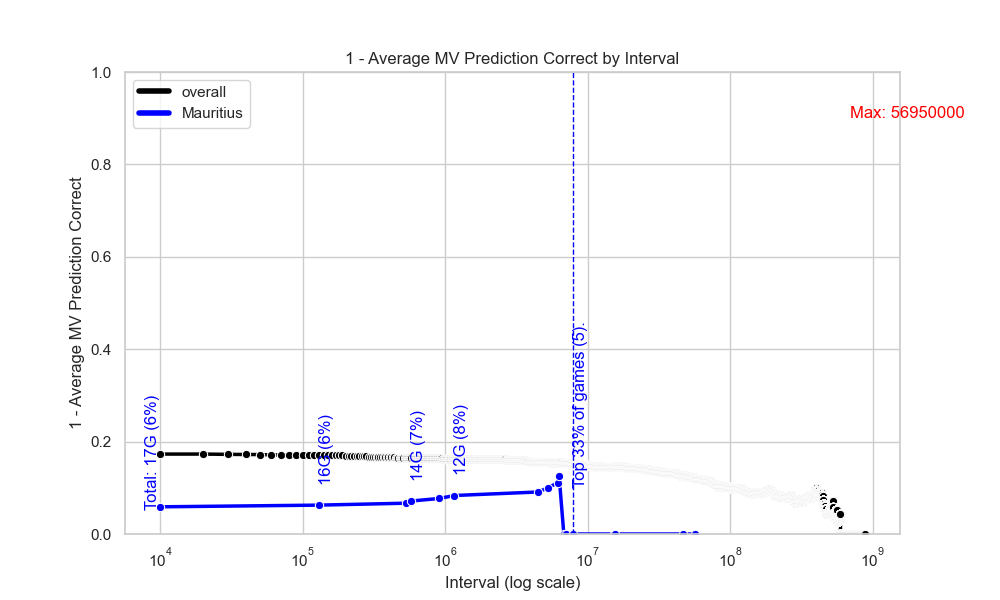 1 - Average MV Prediction Correct by Interval
overall
Mauritius
Max: 56950000
1 - Average MV Prediction Correct
1.0
0.8
0.6
0.4
0.2
0.0
Total: 17G (6%)
16G (6%)
14G (7%)
12G (8%)
Top 33% of games (5).
10^4
10^5
10^6
10^7
10^8
10^9
Interval (log scale)